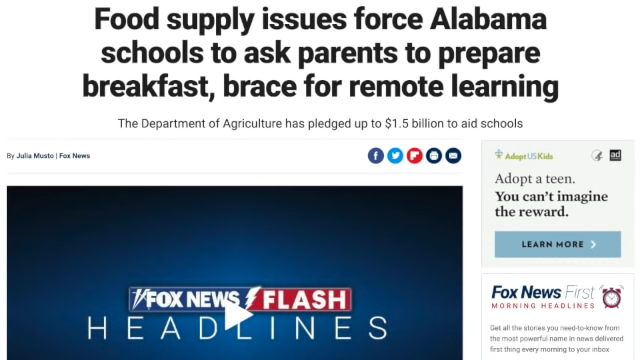 Food supply issues force Alabama
schools to ask parents to prepare
breakfast, brace for remote learning
The Department of Agriculture has pledged up to $1.5 billion to aid schools
By Julia Musto | Fox News
AdoptUSKids
ad
Adopt a teen.
You can't imagine
the reward.
LEARN MORE
FOX NEWS FLASH
HEADLINES
Fox News First
MORNING HEADLINES
Get all the stories you need-to-know from
the most powerful name in news delivered
first thing every morning to your inbox